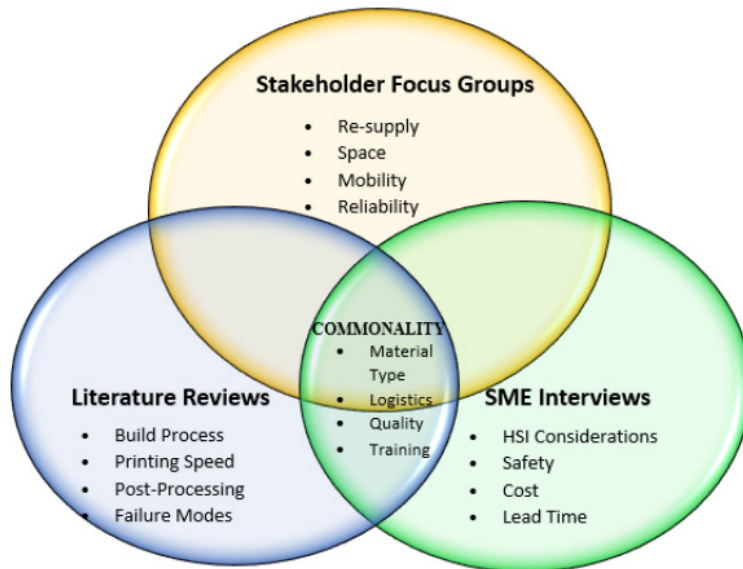 Stakeholder Focus Groups
• Re-supply
• Space
• Mobility
• Reliability
COMMONALITY
• Material
Type
• Logistics
• Quality
• Training
Literature Reviews
• Build Process
• Printing Speed
• Post-Processing
• Failure Modes
SME Interviews
• HSI Considerations
• Safety
• Cost
• Lead Time